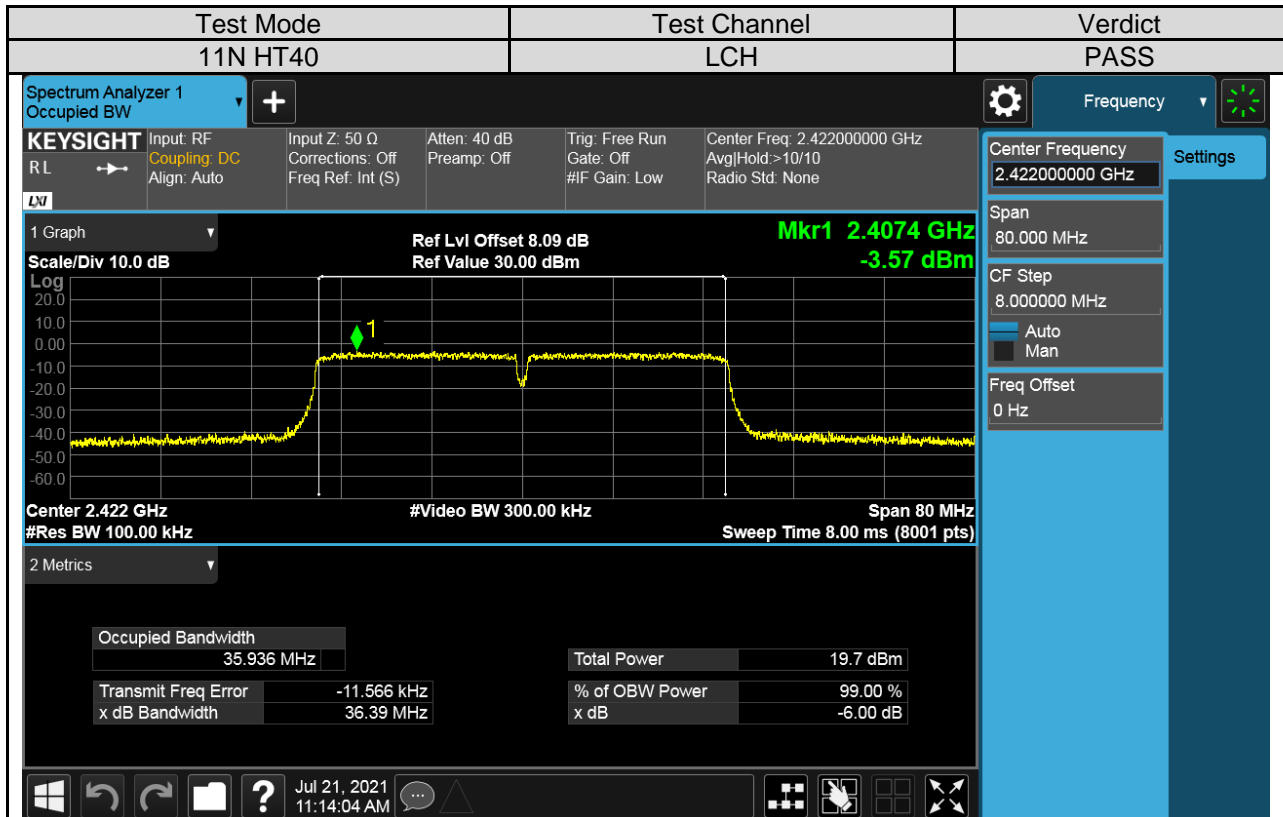 Test Mode Test Channel Verdict
11N HT40 LCH PASS
Spectrum Analyzer 1
Occupied BW
+
Frequency
KEYSIGHT Input: RF Input Z: 50 Ω Atten: 40 dB Trig: Free Run Center Freq: 2.422000000 GHz
RL Coupling: DC Corrections: Off Preamp: Off Gate: Off Avg|Hold:>10/10
Align: Auto Freq Ref: Int (S) #IF Gain: Low Radio Std: None
LXI
Center Frequency
2.422000000 GHz
Settings
Span
80.000 MHz
CF Step
8.000000 MHz
Auto
Man
Freq Offset
0 Hz
1 Graph Ref Lvl Offset 8.09 dB Mkr1 2.4074 GHz
Scale/Div 10.0 dB Ref Value 30.00 dBm -3.57 dBm
Log
20.0
10.0
1
0.00
-10.0
-20.0
-30.0
-40.0
-50.0
-60.0
Center 2.422 GHz #Video BW 300.00 kHz Span 80 MHz
#Res BW 100.00 kHz Sweep Time 8.00 ms (8001 pts)
2 Metrics
Occupied Bandwidth
35.936 MHz Total Power 19.7 dBm
Transmit Freq Error -11.566 kHz % of OBW Power 99.00 %
x dB Bandwidth 36.39 MHz x dB -6.00 dB
? Jul 21, 2021
11:14:04 AM